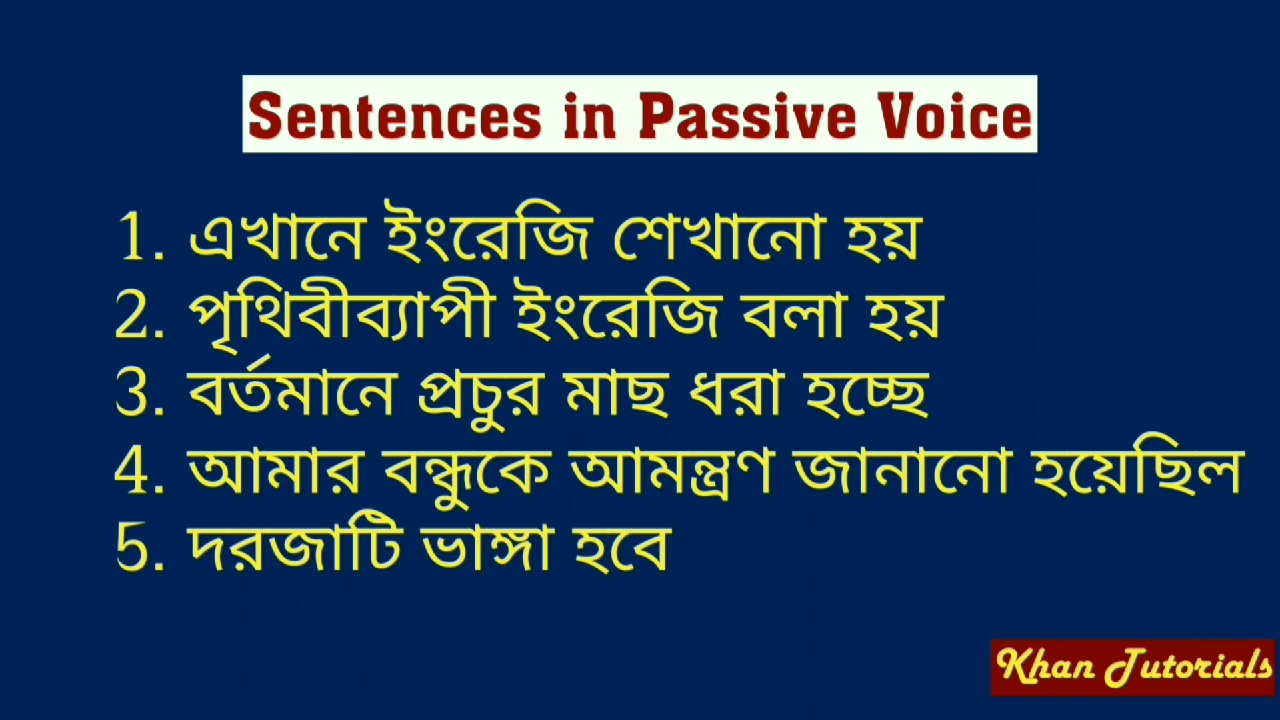 Sentences in Passive Voice
1. এখানে ইংরেজি শেখানো হয়
2. পৃথিবীব্যাপী ইংরেজি বলা হয়
3. বর্তমানে প্রচুর মাছ ধরা হচ্ছে
4. আমার বন্ধুকে আমন্ত্রণ জানানো হয়েছিল
5. দরজাটি ভাঙ্গা হবে
Khan Tutorials